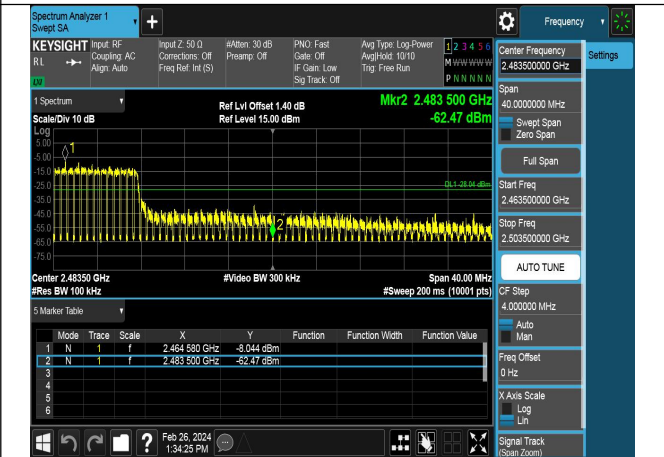 Spectrum Analyzer 1
Swept SA
Frequency
KEYSIGHT
RL
Input: RF
Coupling: AC
Align: Auto
Input Z: 50 Ω
Corrections: Off
Freq Ref: Int (S)
#Atten: 30 dB
Preamp: Off
PNO: Fast
Gate: Off
IF Gain: Low
Sig Track: Off
Avg Type: Log-Power
Avg|Hold: 10/10
Trig: Free Run
1 2 3 4 5 6
M W W W W W
P N N N N N
1 Spectrum
Scale/Div 10 dB
Ref Lvl Offset 1.40 dB
Ref Level 15.00 dBm
Mkr2 2.483 500 GHz
-62.47 dBm
Log
5.00
-5.00
-15.0
-25.0
-35.0
-45.0
-55.0
-65.0
-75.0
1
DL1 -28.04 dBm
2
Center 2.48350 GHz
#Video BW 300 kHz
Span 40.00 MHz
#Res BW 100 kHz
#Sweep 200 ms (10001 pts)
5 Marker Table
Mode Trace Scale X Y Function Function Width Function Value
1 N 1 f 2.464 580 GHz -8.044 dBm
2 N 1 f 2.483 500 GHz -62.47 dBm
3
4
5
6
Feb 26, 2024
1:34:25 PM
Center Frequency
2.483500000 GHz
Settings
Span
40.0000000 MHz
Swept Span
Zero Span
Full Span
Start Freq
2.463500000 GHz
Stop Freq
2.503500000 GHz
AUTO TUNE
CF Step
4.000000 MHz
Auto
Man
Freq Offset
0 Hz
X Axis Scale
Log
Lin
Signal Track
(Span Zoom)